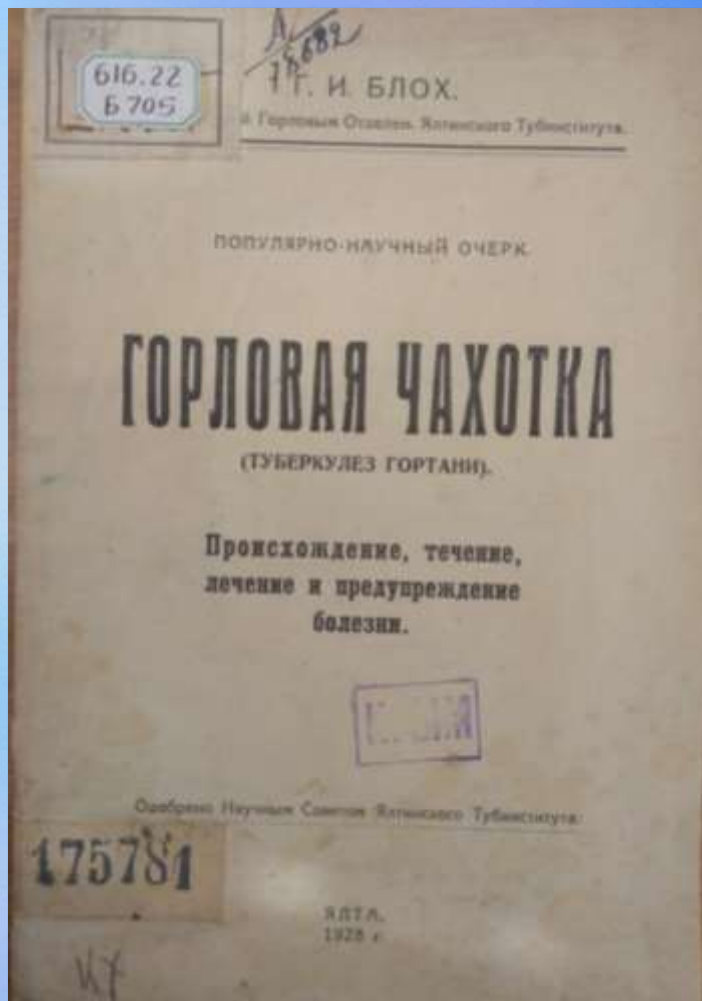 616.22
Б 705
18682
Г. И. БЛОХ.
Горловым Отделен. Ялтинского Тубинститута.
ПОПУЛЯРНО-НАУЧНЫЙ ОЧЕРК.
ГОРЛОВАЯ ЧАХОТКА
(ТУБЕРКУЛЕЗ ГОРТАНИ).
Происхождение, течение,
лечение и предупреждение
болезни.
Одобрено Научным Советом Ялтинского Тубинститута.
175781
ЯЛТА.
1928 г.